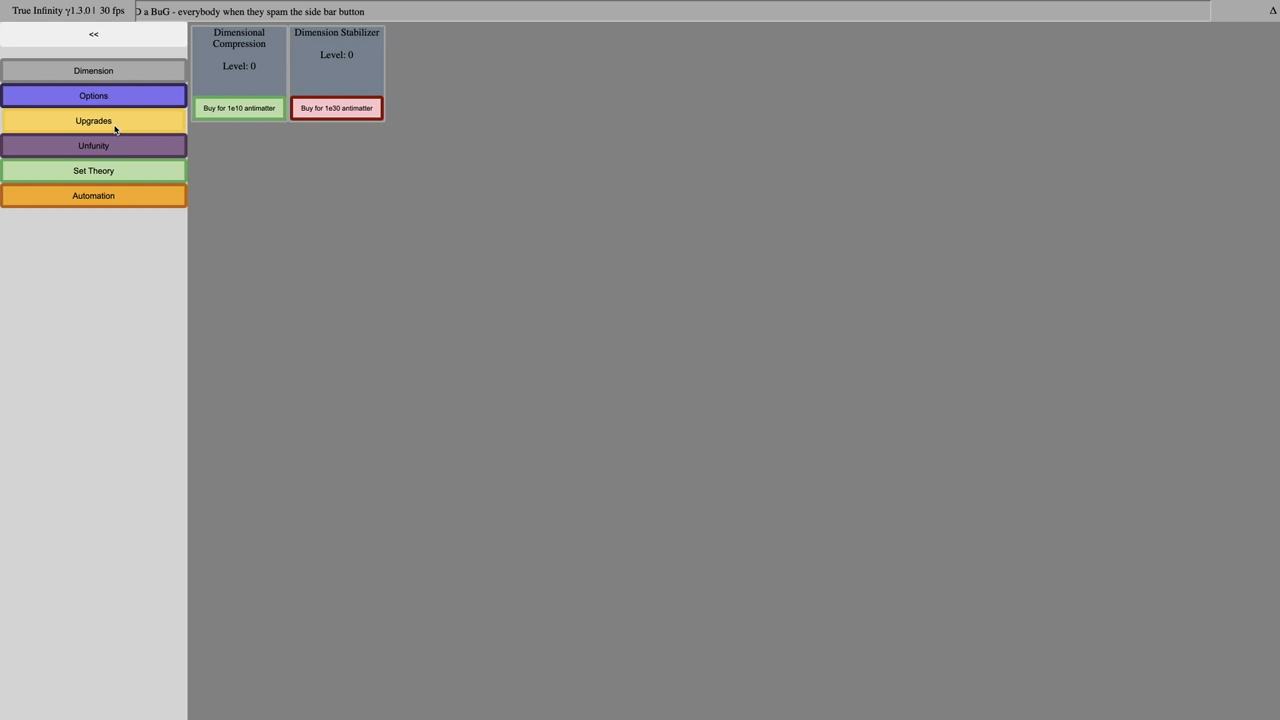 True Infinity γ1.3.0 | 30 fps
a BuG - everybody when they spam the side bar button
Δ
<<
Dimension
Options
Upgrades
Unfunity
Set Theory
Automation
Dimensional
Compression
Level: 0
Buy for 1e10 antimatter
Dimension Stabilizer
Level: 0
Buy for 1e30 antimatter